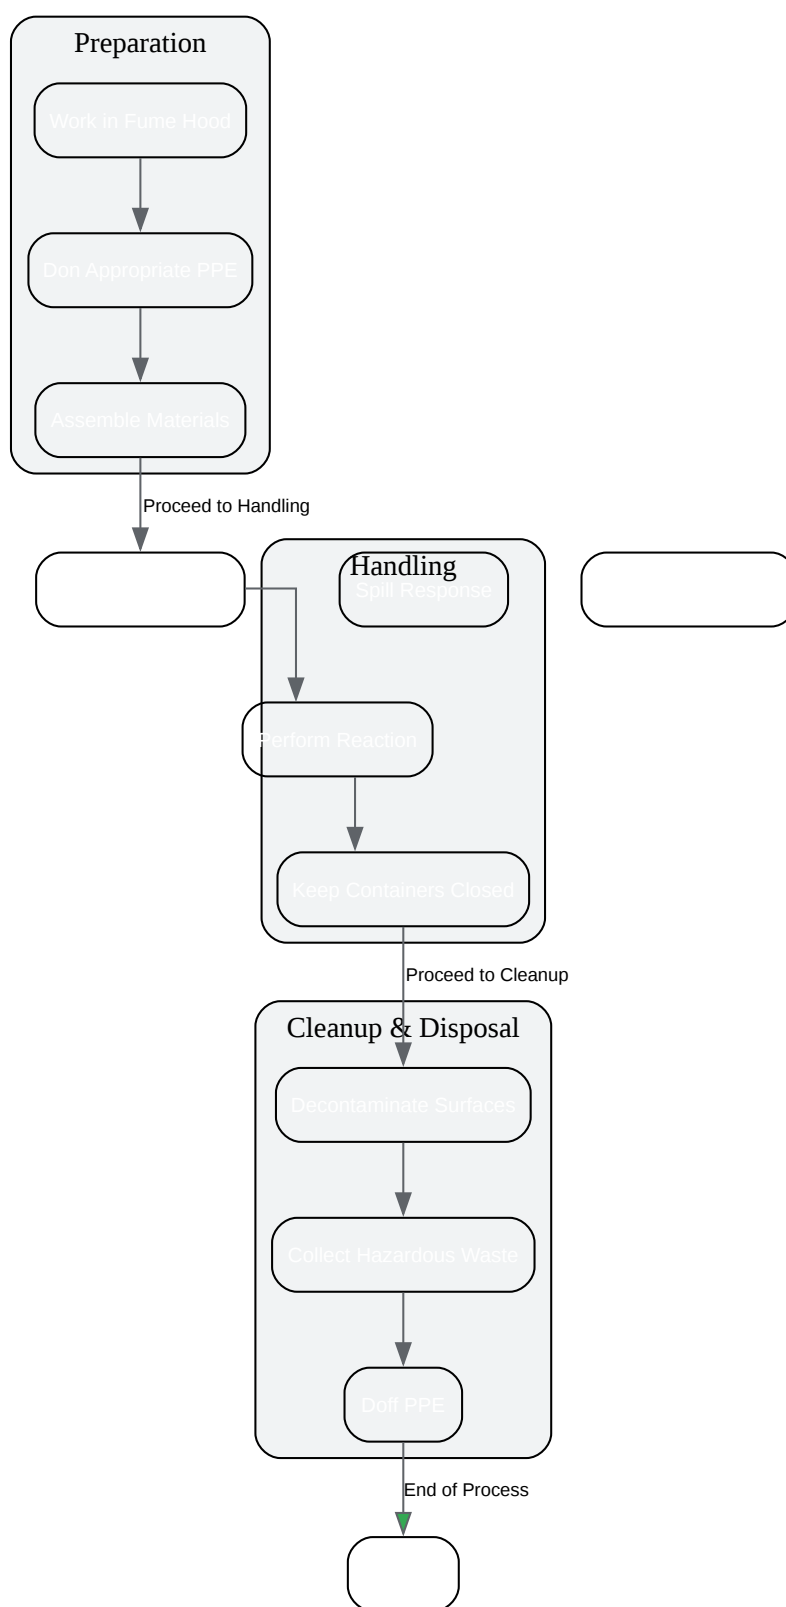 Preparation
Work in Fume Hood
Don Appropriate PPE
Assemble Materials
Proceed to Handling
Handling
Spill Response
Perform Reaction
Keep Containers Closed
Proceed to Cleanup
Cleanup & Disposal
Decontaminate Surfaces
Collect Hazardous Waste
Doff PPE
End of Process